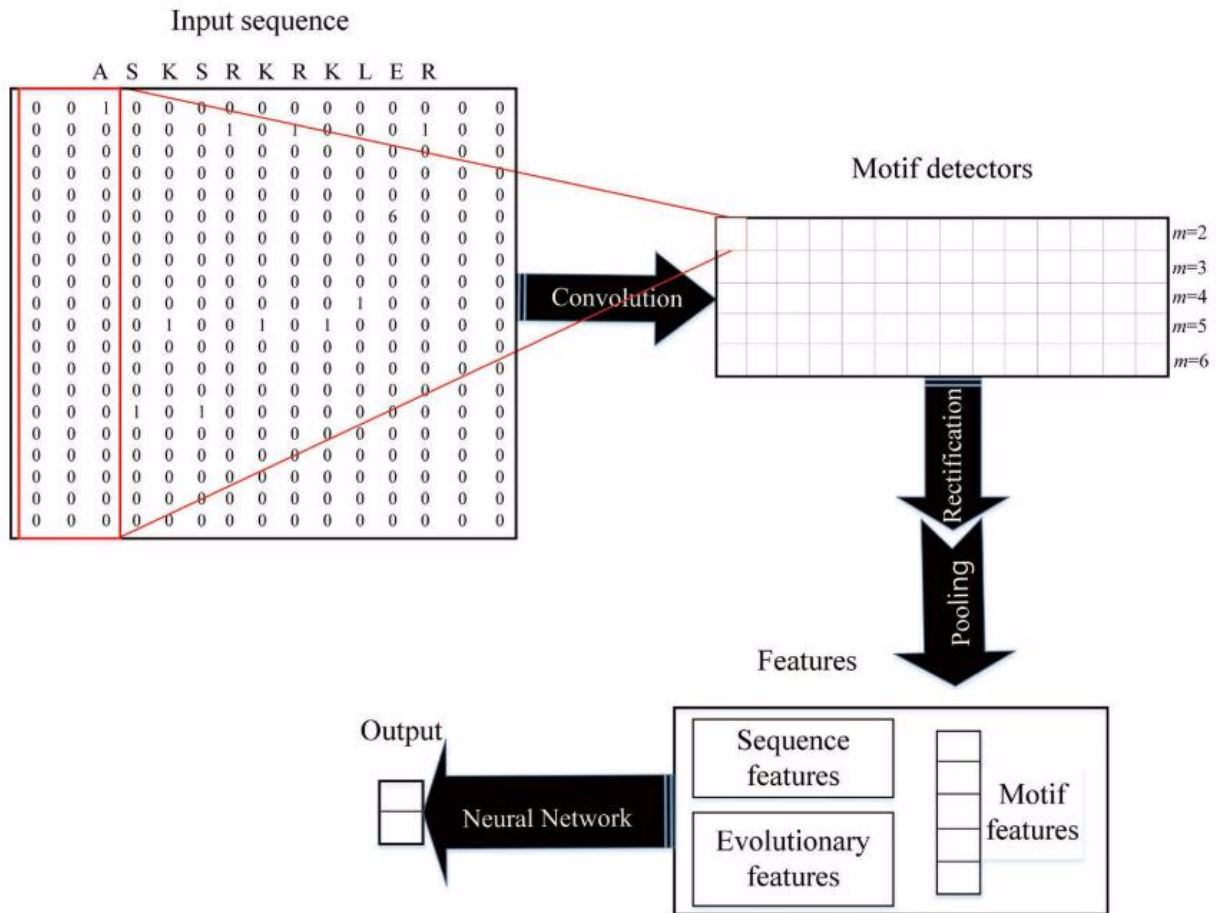 Input sequence
A S K S R K R K L E R
0 0 1 0 0 0 0 0 0 0 0 0 0 0 0
0 0 0 0 0 0 1 0 1 0 0 0 1 0 0
0 0 0 0 0 0 0 0 0 0 0 0 0 0 0
0 0 0 0 0 0 0 0 0 0 0 0 0 0 0
0 0 0 0 0 0 0 0 0 0 0 0 0 0 0
0 0 0 0 0 0 0 0 0 0 0 6 0 0 0
0 0 0 0 0 0 0 0 0 0 0 0 0 0 0
0 0 0 0 0 0 0 0 0 0 0 0 0 0 0
0 0 0 0 0 0 0 0 0 0 0 0 0 0 0
0 0 0 0 0 0 0 0 0 0 1 0 0 0 0
0 0 0 0 1 0 0 1 0 1 0 0 0 0 0
0 0 0 0 0 0 0 0 0 0 0 0 0 0 0
0 0 0 0 0 0 0 0 0 0 0 0 0 0 0
0 0 0 0 0 0 0 0 0 0 0 0 0 0 0
0 0 0 1 0 1 0 0 0 0 0 0 0 0 0
0 0 0 0 0 0 0 0 0 0 0 0 0 0 0
0 0 0 0 0 0 0 0 0 0 0 0 0 0 0
0 0 0 0 0 0 0 0 0 0 0 0 0 0 0
0 0 0 0 0 0 0 0 0 0 0 0 0 0 0
0 0 0 0 0 0 0 0 0 0 0 0 0 0 0
Convolution
Motif detectors
m=2
m=3
m=4
m=5
m=6
Rectification
Pooling
Features
Sequence
features
Evolutionary
features
Motif
features
Neural Network
Output